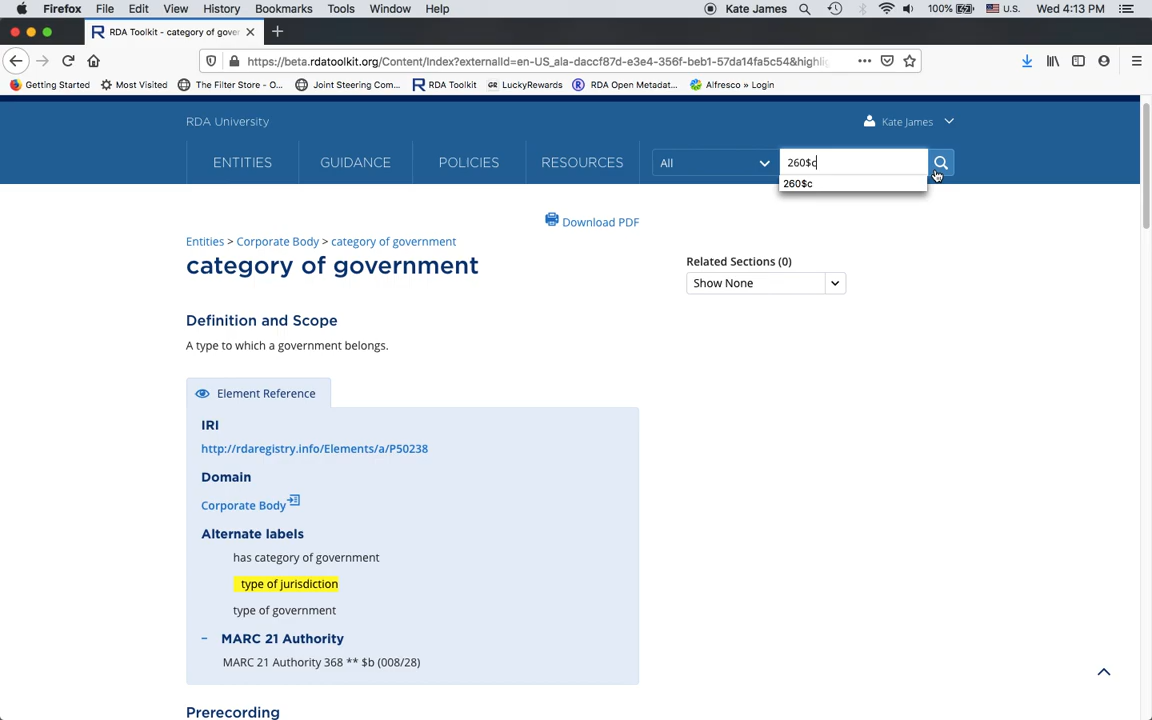 Firefox File Edit View History Bookmarks Tools Window Help Kate James 100% U.S. Wed 4:13 PM
RDA Toolkit - category of gover
https://beta.rdatoolkit.org/Content/Index?externalId=en-US_ala-daccf87d-e3e4-356f-beb1-57da14fa5c54&highlig
Getting Started Most Visited The Filter Store - O... Joint Steering Com... RDA Toolkit LuckyRewards RDA Open Metadat... Alfresco » Login
RDA University Kate James
ENTITIES GUIDANCE POLICIES RESOURCES All 260$c
260$c
Download PDF
Entities > Corporate Body > category of government
category of government
Related Sections (0)
Show None
Definition and Scope
A type to which a government belongs.
Element Reference
IRI
http://rdaregistry.info/Elements/a/P50238
Domain
Corporate Body
Alternate labels
has category of government
type of jurisdiction
type of government
− MARC 21 Authority
MARC 21 Authority 368 ** $b (008/28)
Prerecording